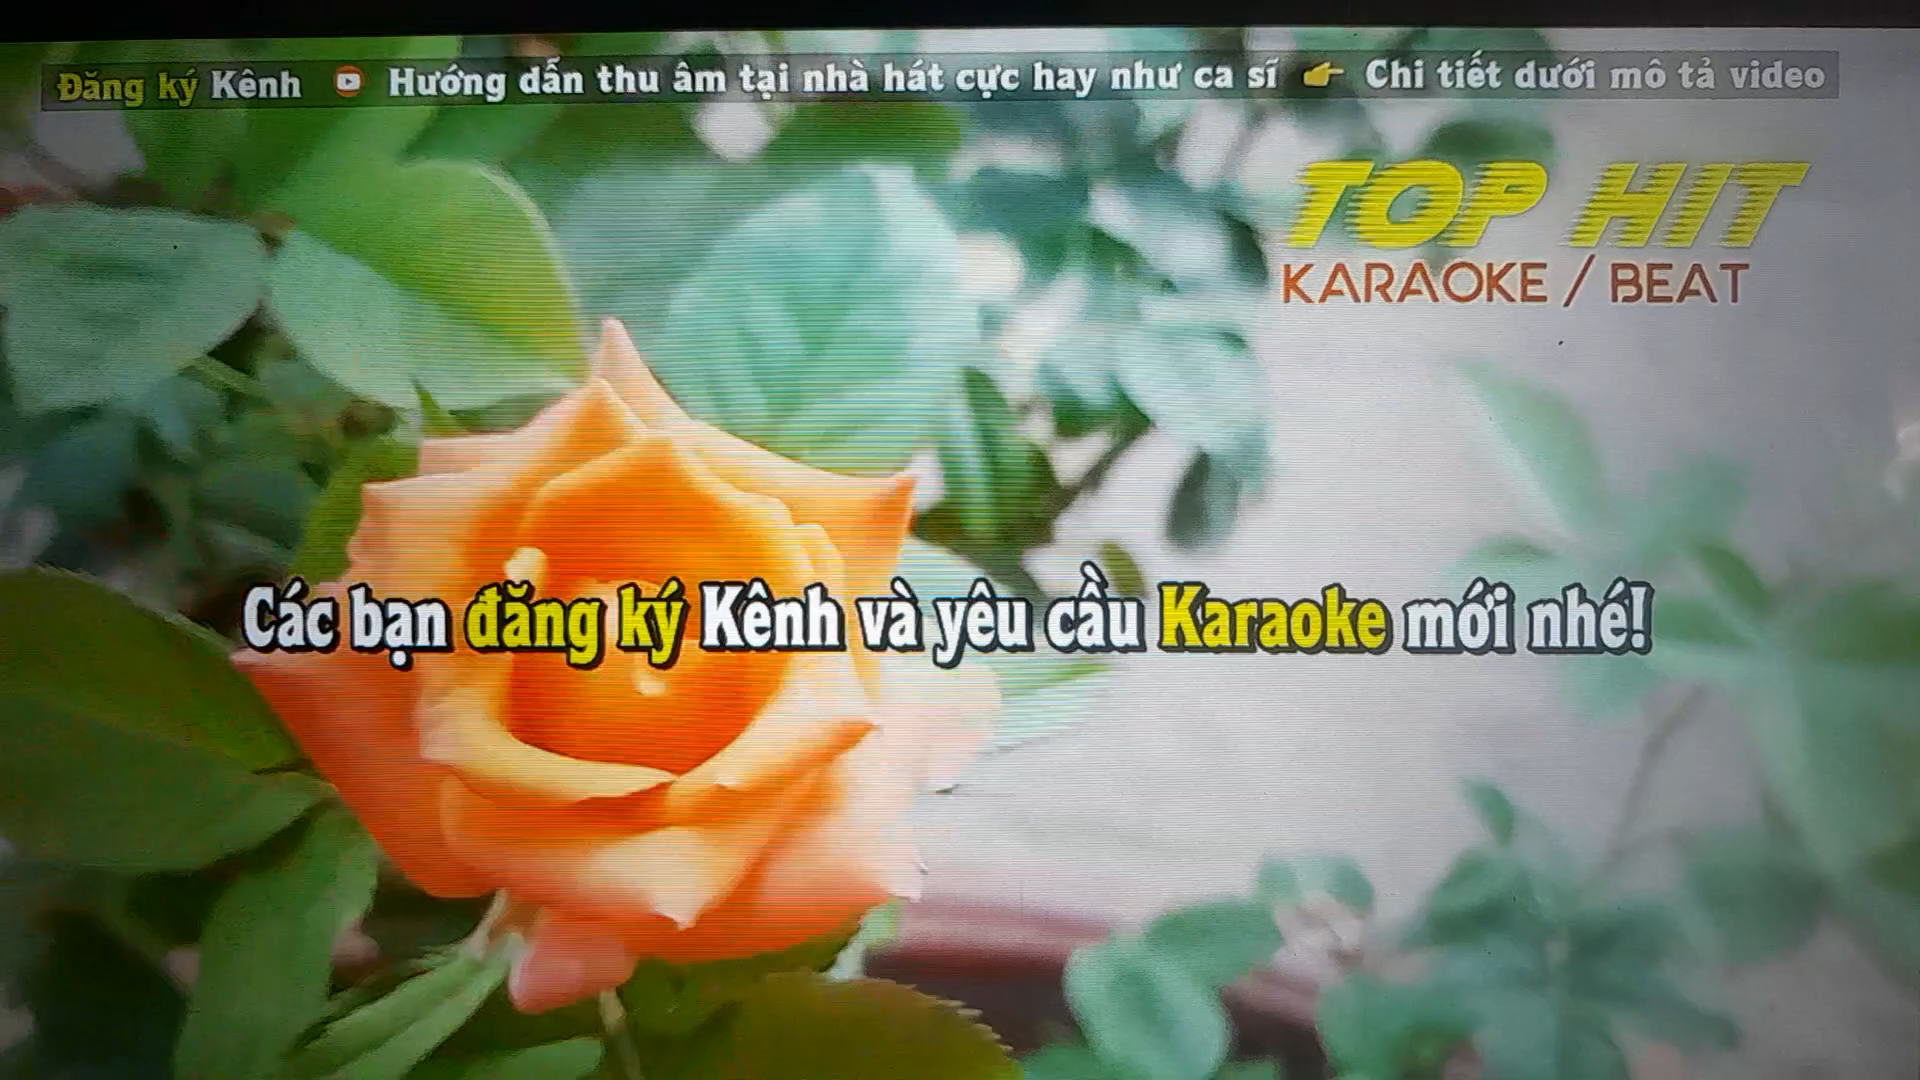 Đăng ký Kênh Hướng dẫn thu âm tại nhà hát cực hay như ca sĩ Chi tiết dưới mô tả video
TOP HIT
KARAOKE / BEAT
Các bạn đăng ký Kênh và yêu cầu Karaoke mới nhé!